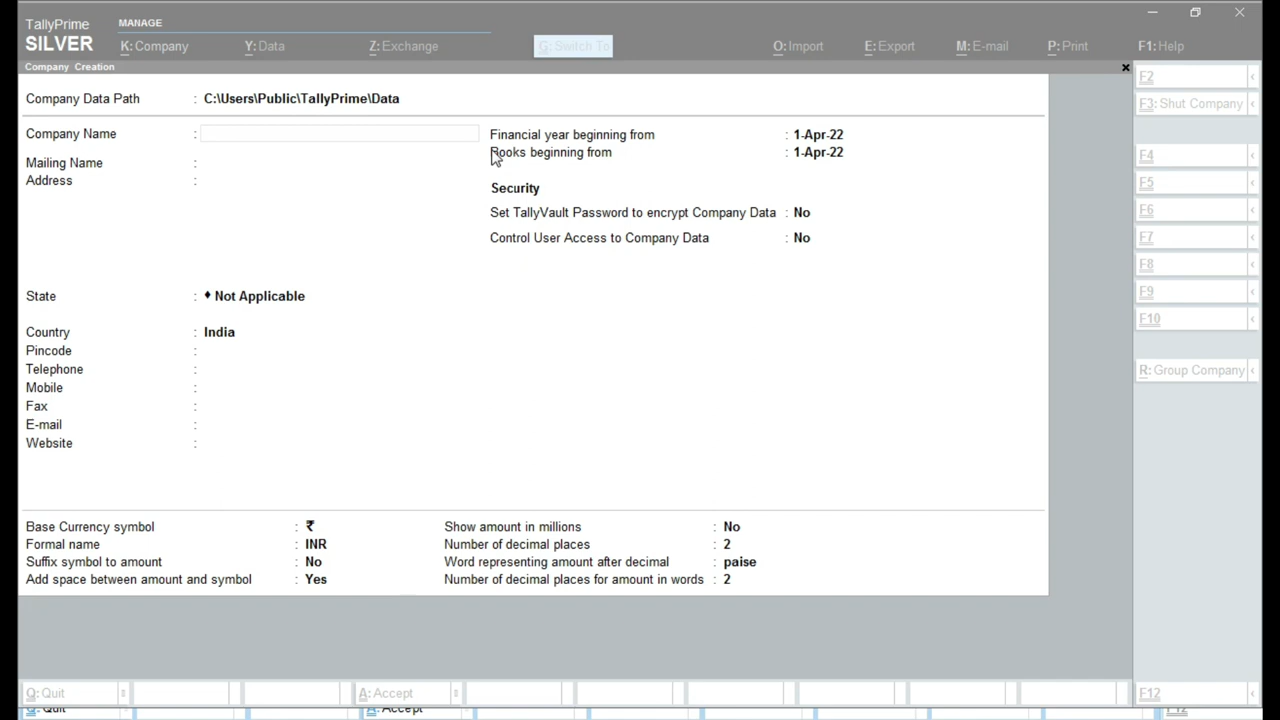 TallyPrime
SILVER
MANAGE
K: Company Y: Data Z: Exchange G: Switch To O: Import E: Export M: E-mail P: Print F1: Help
Company Creation
Company Data Path : C:\Users\Public\TallyPrime\Data
Company Name :
Mailing Name :
Address :
Financial year beginning from : 1-Apr-22
Books beginning from : 1-Apr-22
Security
Set TallyVault Password to encrypt Company Data : No
Control User Access to Company Data : No
State : ♦ Not Applicable
Country : India
Pincode :
Telephone :
Mobile :
Fax :
E-mail :
Website :
Base Currency symbol : ₹
Formal name : INR
Suffix symbol to amount : No
Add space between amount and symbol : Yes
Show amount in millions : No
Number of decimal places : 2
Word representing amount after decimal : paise
Number of decimal places for amount in words : 2
F2
F3: Shut Company
F4
F5
F6
F7
F8
F9
F10
R: Group Company
Q: Quit A: Accept F12
Q: Quit A: Accept F12